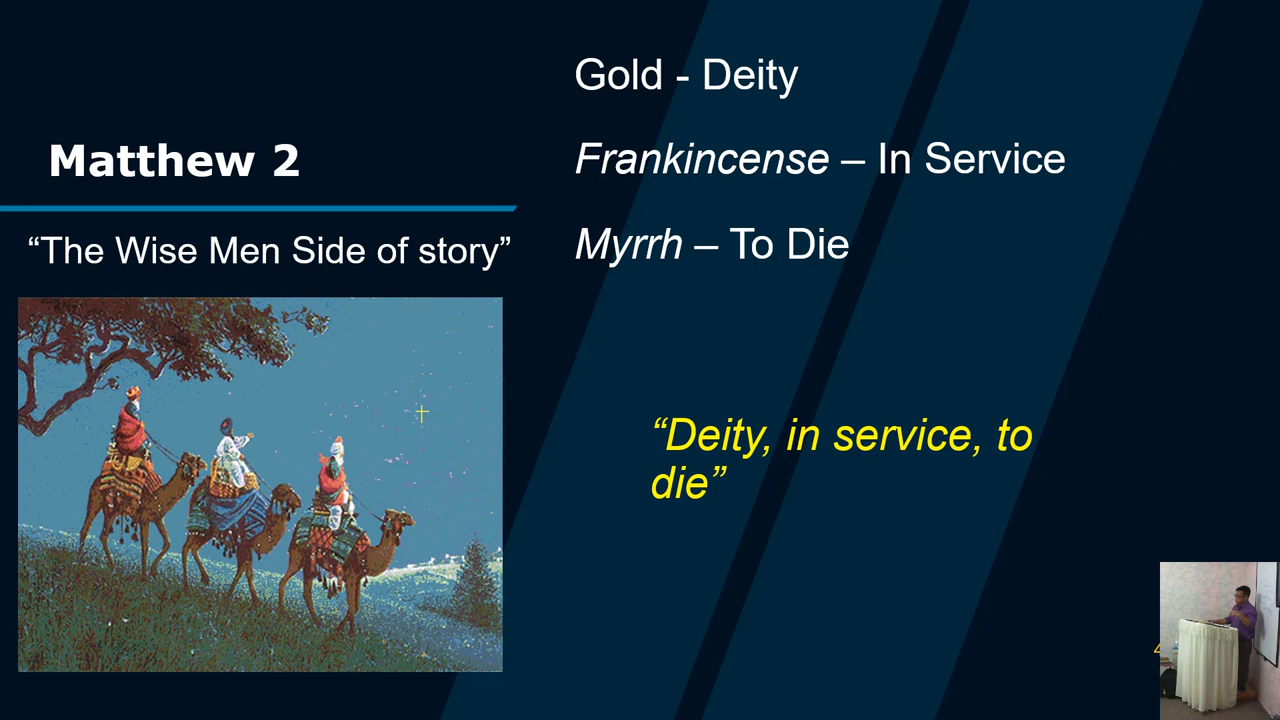 Matthew 2
“The Wise Men Side of story”
Gold - Deity
Frankincense – In Service
Myrrh – To Die
“Deity, in service, to
die”